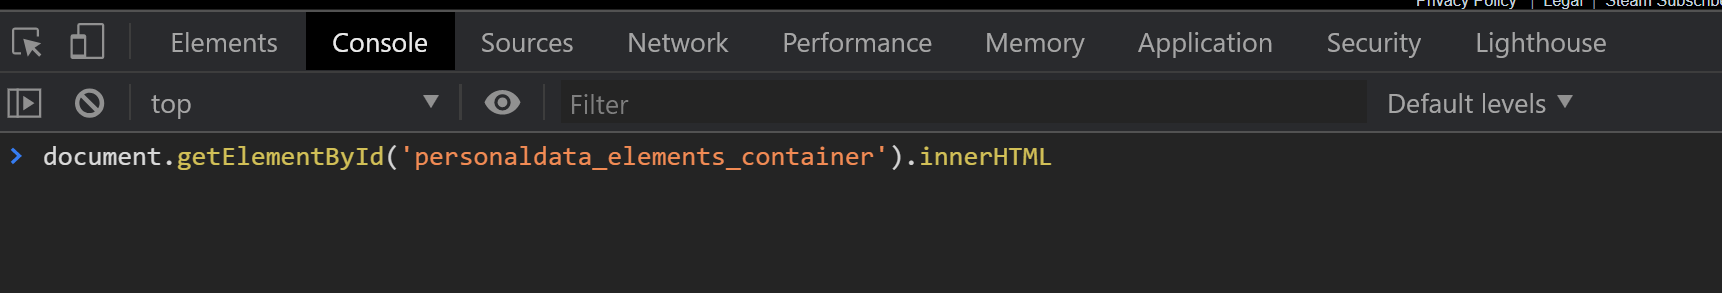 Privacy Policy | Legal | Steam
Elements Console Sources Network Performance Memory Application Security Lighthouse
top Filter Default levels
document.getElementById('personaldata_elements_container').innerHTML